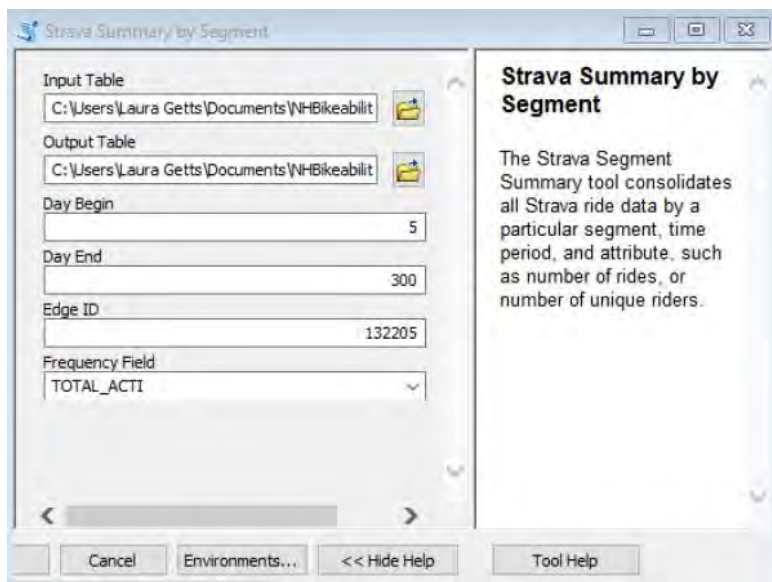 Strava Summary by Segment
Input Table
C:\Users\Laura Getts\Documents\NHBikeabilit
Output Table
C:\Users\Laura Getts\Documents\NHBikeabilit
Day Begin
5
Day End
300
Edge ID
132205
Frequency Field
TOTAL_ACTI
Strava Summary by
Segment
The Strava Segment
Summary tool consolidates
all Strava ride data by a
particular segment, time
period, and attribute, such
as number of rides, or
number of unique riders.
Cancel
Environments...
<< Hide Help
Tool Help